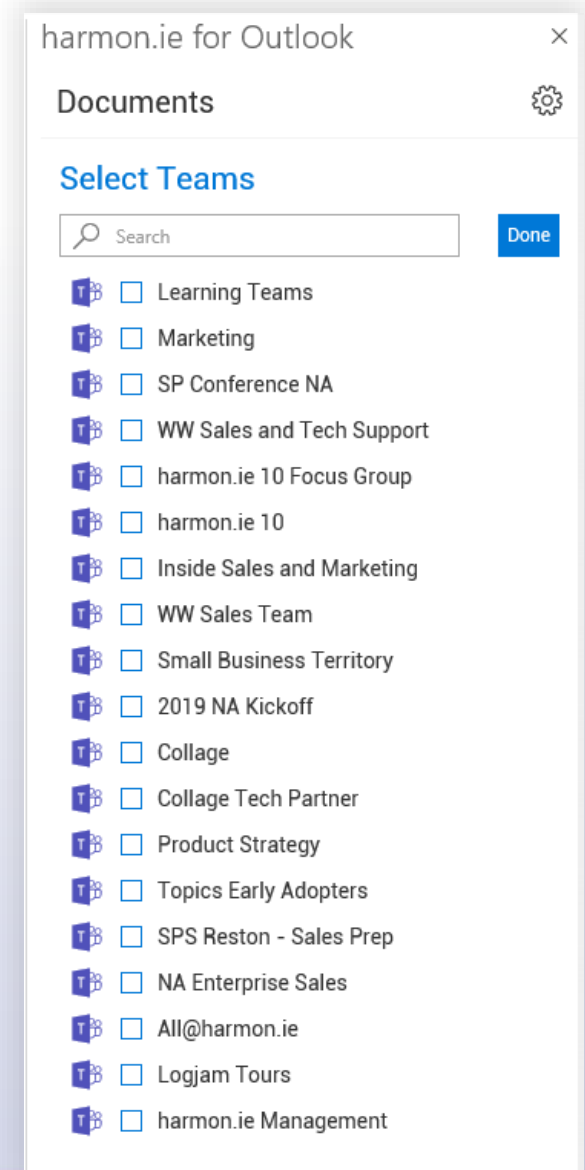 harmon.ie for Outlook
Documents
Select Teams
Search
Done
Learning Teams
Marketing
SP Conference NA
WW Sales and Tech Support
harmon.ie 10 Focus Group
harmon.ie 10
Inside Sales and Marketing
WW Sales Team
Small Business Territory
2019 NA Kickoff
Collage
Collage Tech Partner
Product Strategy
Topics Early Adopters
SPS Reston - Sales Prep
NA Enterprise Sales
All@harmon.ie
Logjam Tours
harmon.ie Management